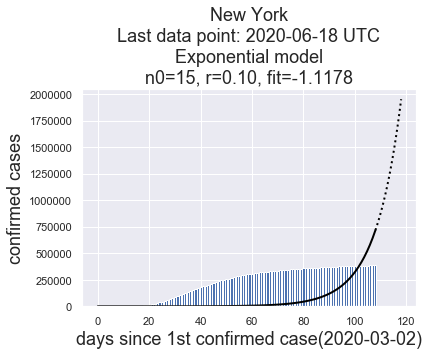 New York
Last data point: 2020-06-18 UTC
Exponential model
n0=15, r=0.10, fit=-1.1178
2000000
1750000
1500000
1250000
1000000
750000
500000
250000
0
confirmed cases
0 20 40 60 80 100 120
days since 1st confirmed case(2020-03-02)